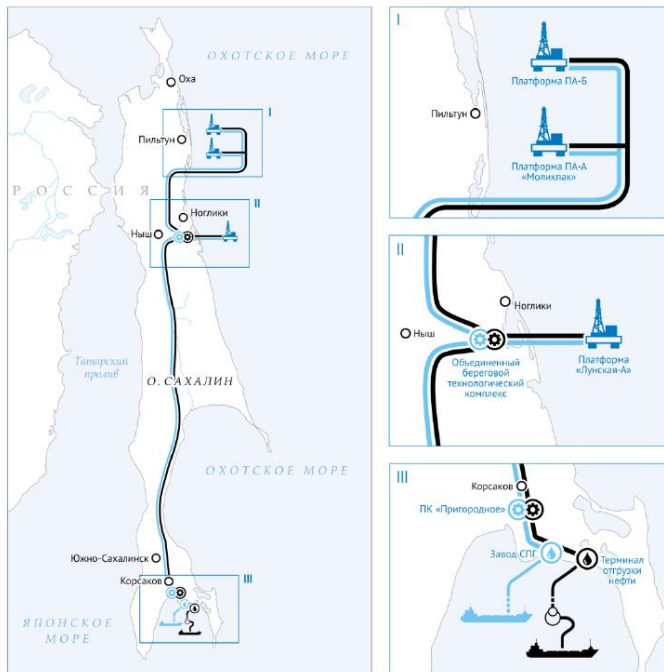 ОХОТСКОЕ МОРЕ
Оха
I
Пильтун
РОССИЯ
II
Ноглики
Ныш
Татарский
пролив
О. САХАЛИН
ОХОТСКОЕ МОРЕ
Южно-Сахалинск
Корсаков
III
ЯПОНСКОЕ
МОРЕ
I
Платформа ПА-Б
Пильтун
Платформа ПА-А
«Моликпак»
II
Ноглики
Ныш
Объединенный
береговой
технологический
комплекс
Платформа
«Лунская-А»
III
Корсаков
ПК «Пригородное»
Завод СПГ
Терминал
отгрузки
нефти